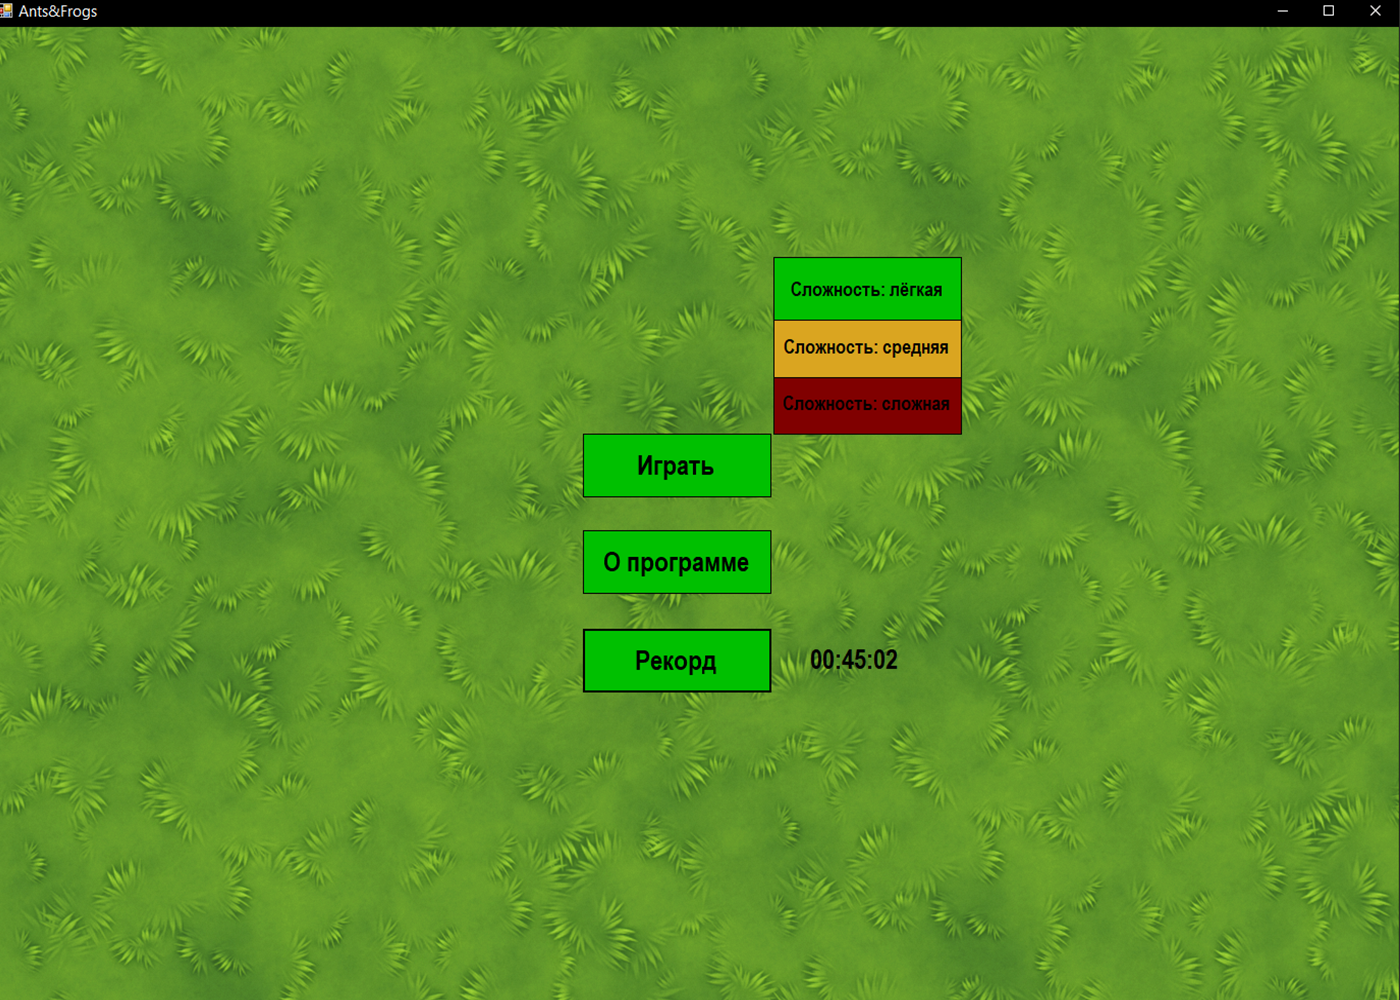 Ants&Frogs
Сложность: лёгкая
Сложность: средняя
Сложность: сложная
Играть
О программе
Рекорд
00:45:02